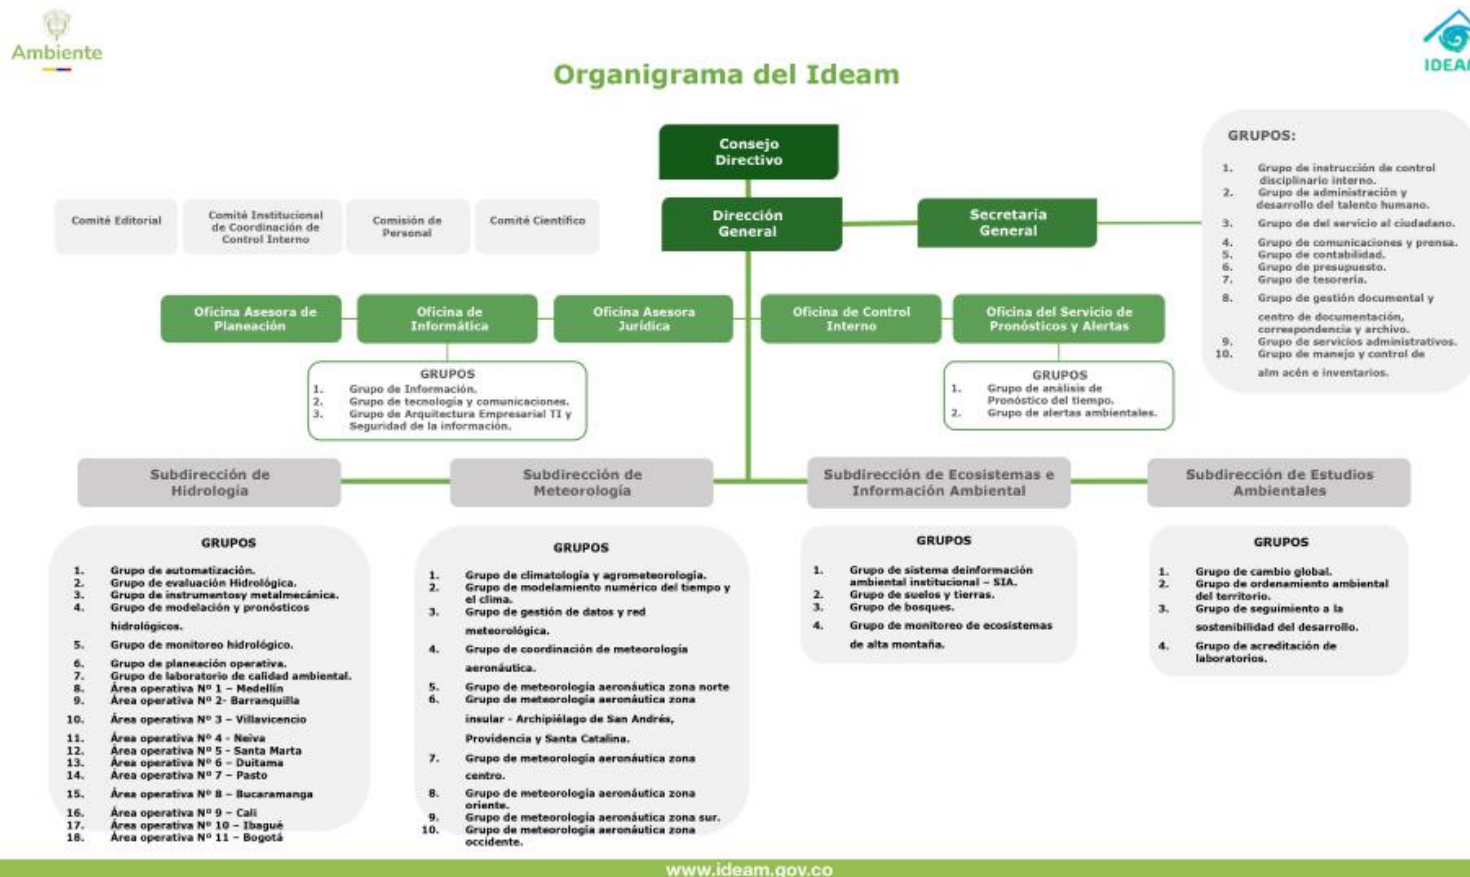 Ambiente
IDEAM
Organigrama del Ideam
Consejo
Directivo
Comité Editorial
Comité Institucional
de Coordinación de
Control Interno
Comisión de
Personal
Comité Científico
Dirección
General
Secretaria
General
GRUPOS:
1. Grupo de instrucción de control
disciplinario interno.
2. Grupo de administración y
desarrollo del talento humano.
3. Grupo de del servicio al ciudadano.
4. Grupo de comunicaciones y prensa.
5. Grupo de contabilidad.
6. Grupo de presupuesto.
7. Grupo de tesorería.
8. Grupo de gestión documental y
centro de documentación,
correspondencia y archivo.
9. Grupo de servicios administrativos.
10. Grupo de manejo y control de
alm acén e inventarios.
Oficina Asesora de
Planeación
Oficina de
Informática
Oficina Asesora
Jurídica
Oficina de Control
Interno
Oficina del Servicio de
Pronósticos y Alertas
GRUPOS
1. Grupo de Información.
2. Grupo de tecnología y comunicaciones.
3. Grupo de Arquitectura Empresarial TI y
Seguridad de la información.
GRUPOS
1. Grupo de análisis de
Pronóstico del tiempo.
2. Grupo de alertas ambientales.
Subdirección de
Hidrología
Subdirección de
Meteorología
Subdirección de Ecosistemas e
Información Ambiental
Subdirección de Estudios
Ambientales
GRUPOS
1. Grupo de automatización.
2. Grupo de evaluación Hidrológica.
3. Grupo de instrumentosy metalmecánica.
4. Grupo de modelación y pronósticos
hidrológicos.
5. Grupo de monitoreo hidrológico.
6. Grupo de planeación operativa.
7. Grupo de laboratorio de calidad ambiental.
8. Área operativa Nº 1 – Medellín
9. Área operativa Nº 2- Barranquilla
10. Área operativa Nº 3 – Villavicencio
11. Área operativa Nº 4 - Neiva
12. Área operativa Nº 5 - Santa Marta
13. Área operativa Nº 6 – Duitama
14. Área operativa Nº 7 – Pasto
15. Área operativa Nº 8 – Bucaramanga
16. Área operativa Nº 9 – Cali
17. Área operativa Nº 10 – Ibagué
18. Área operativa Nº 11 – Bogotá
GRUPOS
1. Grupo de climatología y agrometeorología.
2. Grupo de modelamiento numérico del tiempo y
el clima.
3. Grupo de gestión de datos y red
meteorológica.
4. Grupo de coordinación de meteorología
aeronáutica.
5. Grupo de meteorología aeronáutica zona norte
6. Grupo de meteorología aeronáutica zona
insular - Archipiélago de San Andrés,
Providencia y Santa Catalina.
7. Grupo de meteorología aeronáutica zona
centro.
8. Grupo de meteorología aeronáutica zona
oriente.
9. Grupo de meteorología aeronáutica zona sur.
10. Grupo de meteorología aeronáutica zona
occidente.
GRUPOS
1. Grupo de sistema deinformación
ambiental institucional – SIA.
2. Grupo de suelos y tierras.
3. Grupo de bosques.
4. Grupo de monitoreo de ecosistemas
de alta montaña.
GRUPOS
1. Grupo de cambio global.
2. Grupo de ordenamiento ambiental
del territorio.
3. Grupo de seguimiento a la
sostenibilidad del desarrollo.
4. Grupo de acreditación de
laboratorios.
www.ideam.gov.co